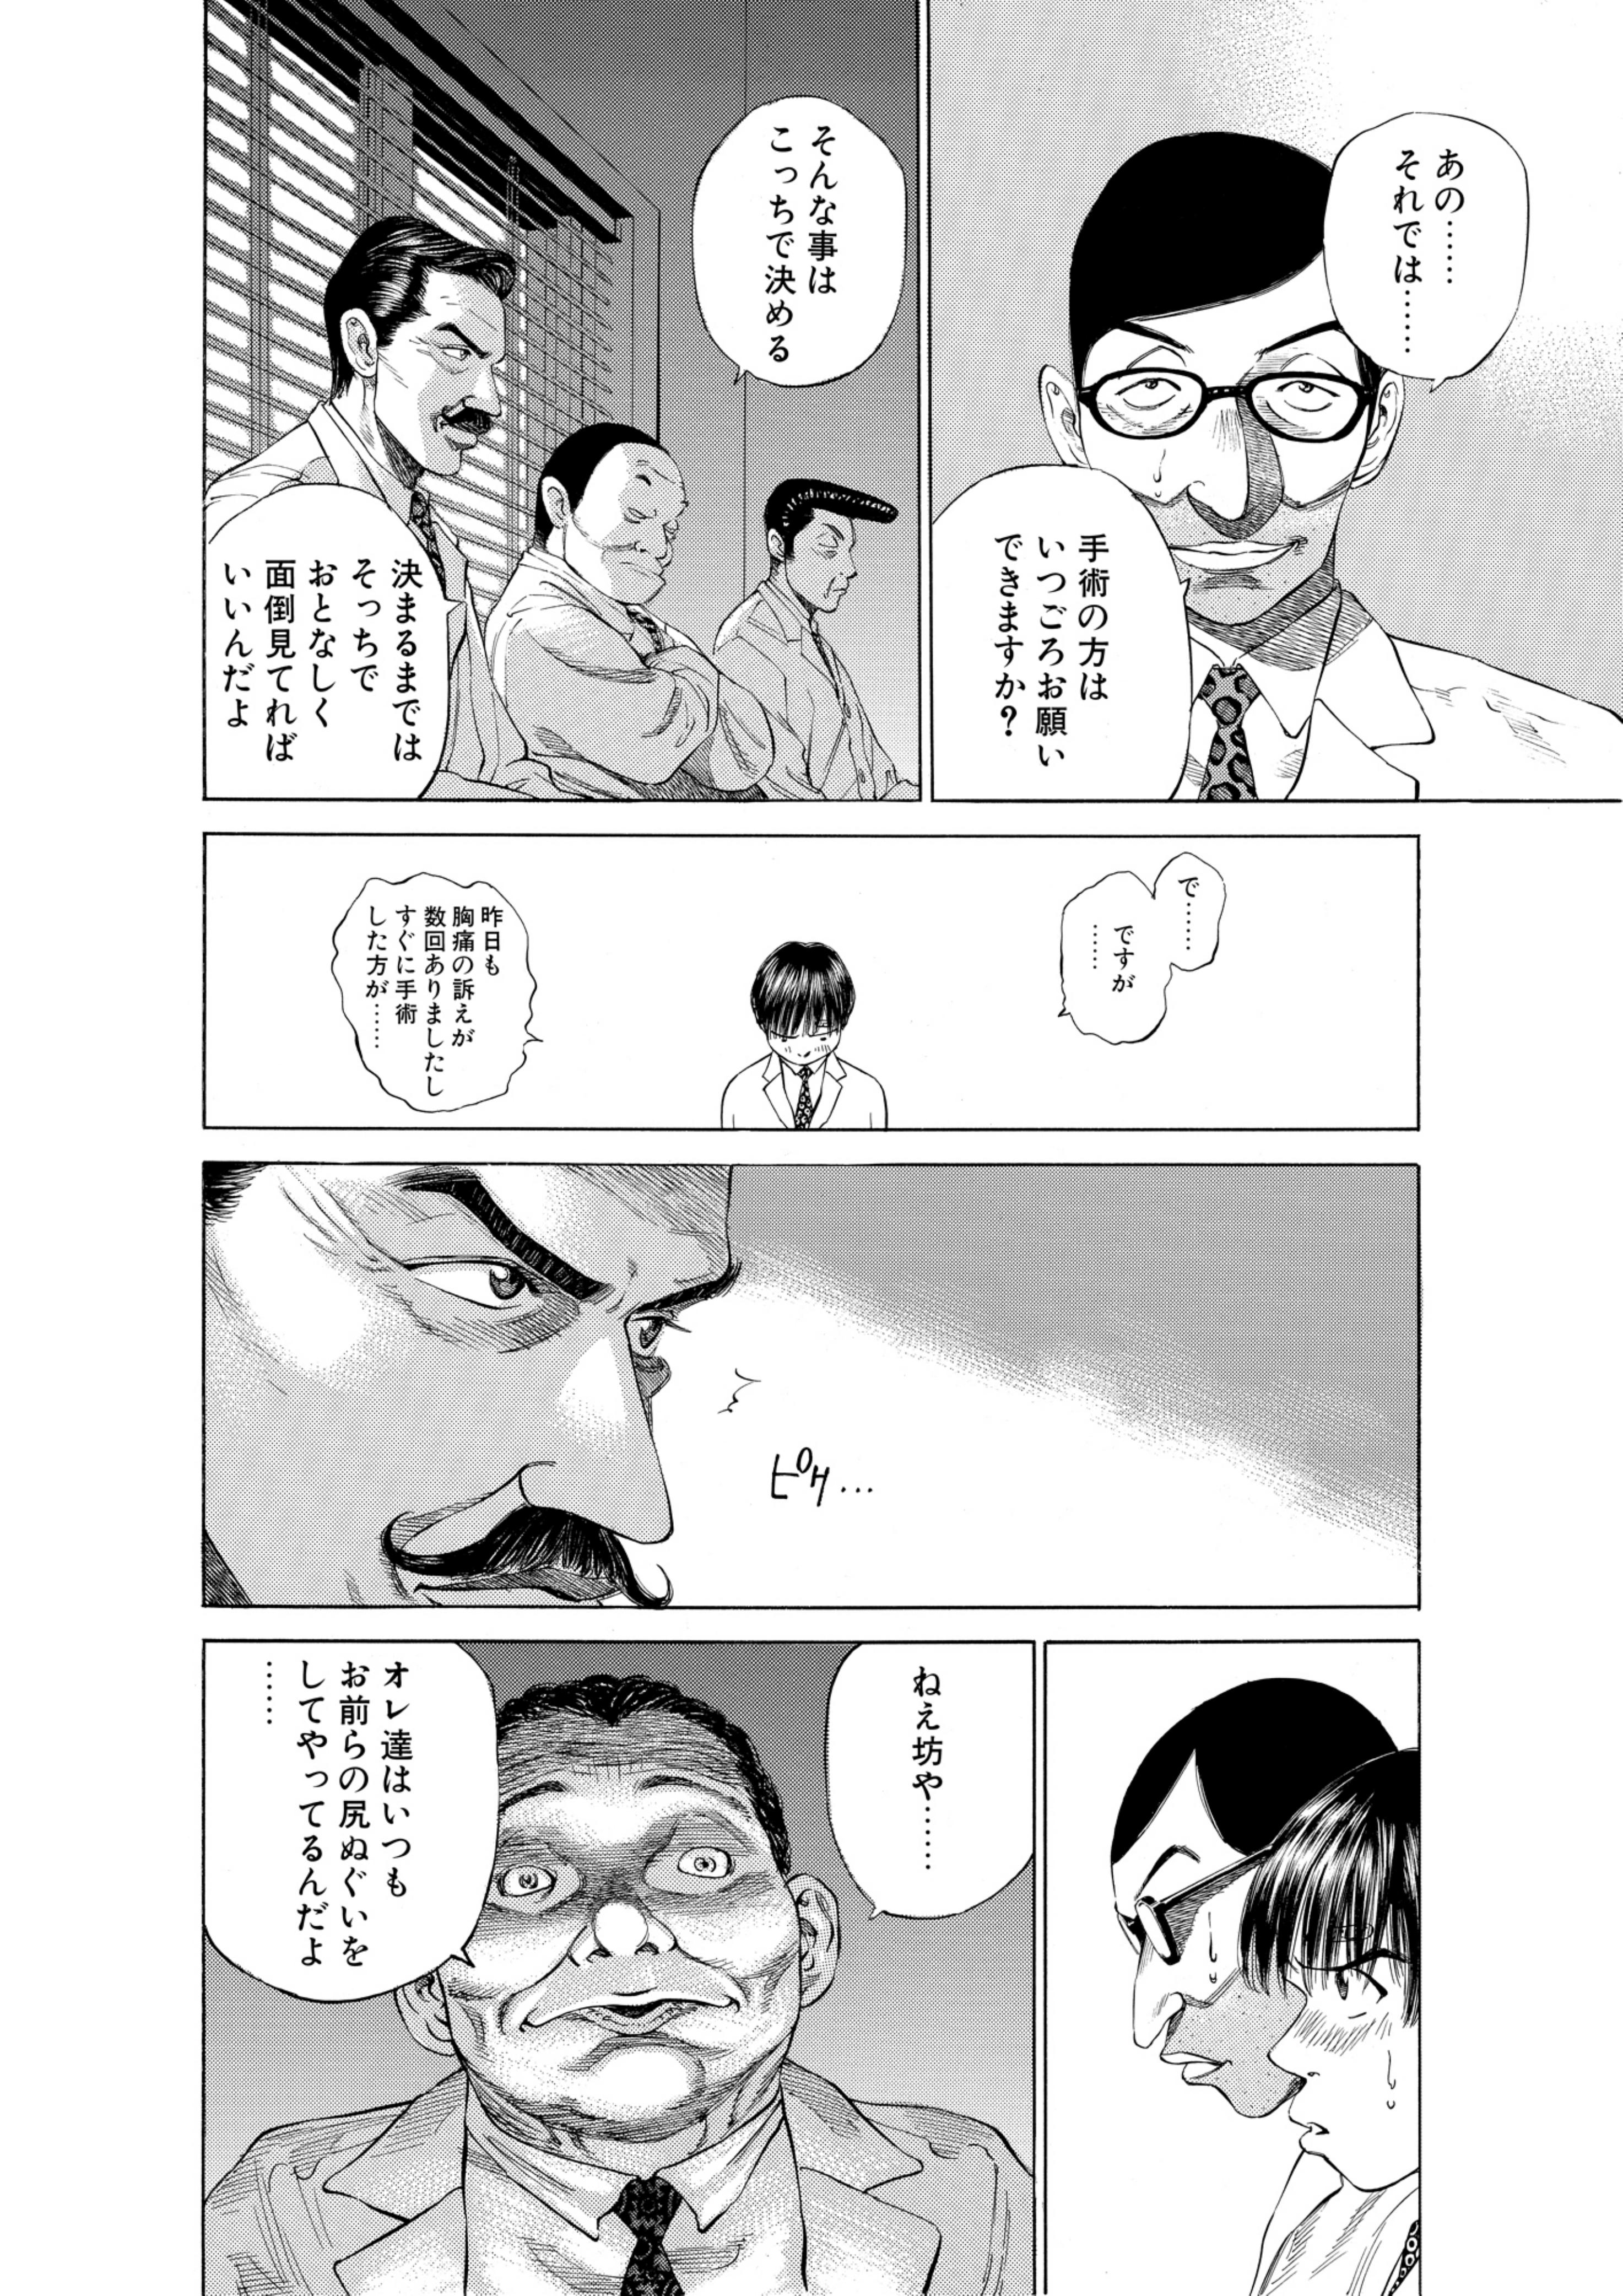 あの……
それでは……
手術の方は
いつごろお願い
できますか？
そんな事は
こっちで決める
決まるまでは
そっちで
おとなしく
面倒見てれば
いいんだよ
で……
ですが
……
昨日も
胸痛の訴えが
数回ありましたし
すぐに手術
した方が……
ピク…
ねえ坊や……
オレ達はいつも
お前らの尻ぬぐいを
してやってるんだよ
……